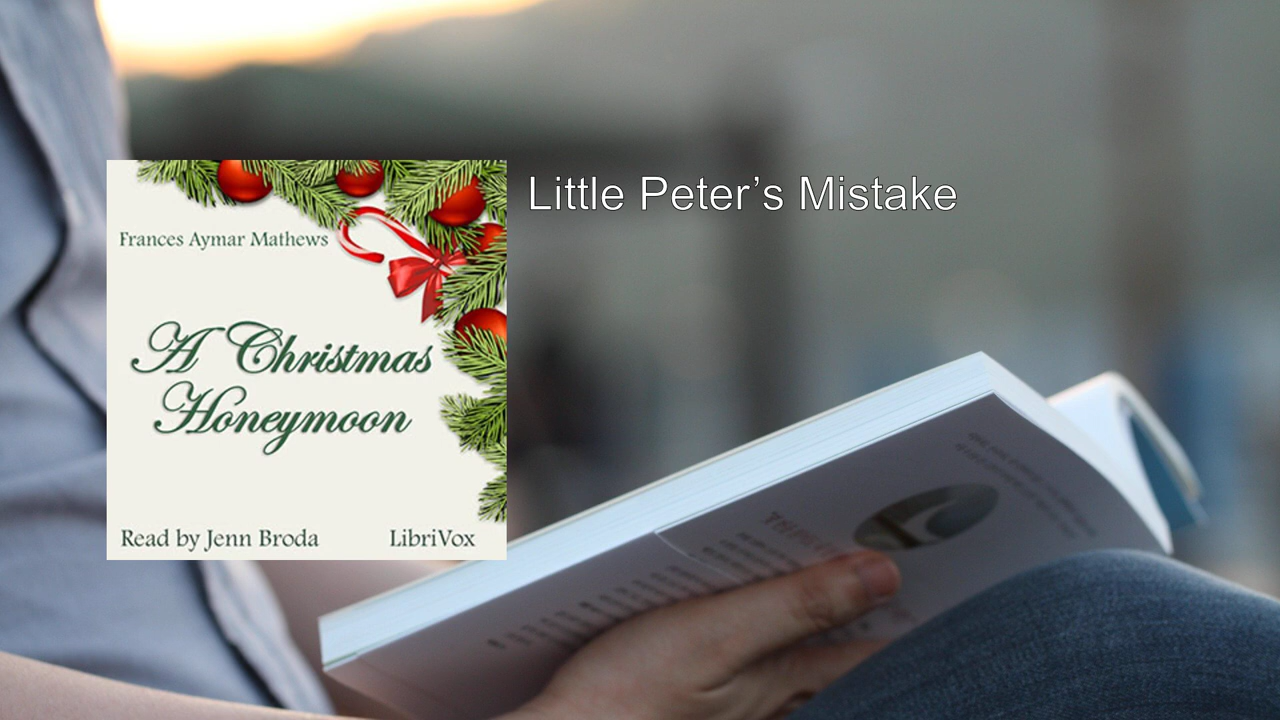 Little Peter’s Mistake
Frances Aymar Mathews
A Christmas
Honeymoon
Read by Jenn Broda
LibriVox